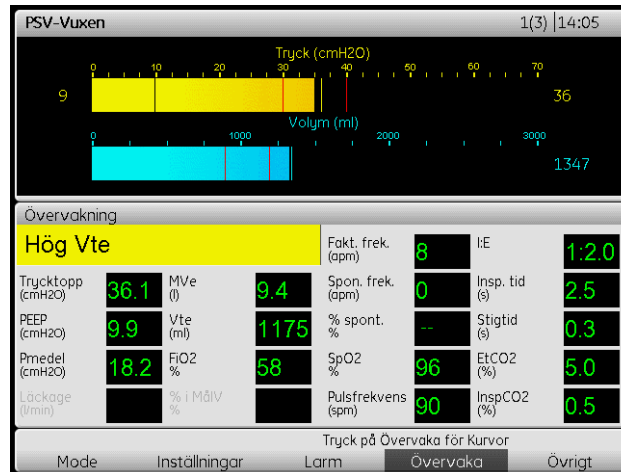 PSV-Vuxen 1(3) 14:05
Tryck (cmH2O)
0 10 20 30 40 50 60 70
9 36
Volym (ml)
0 1000 2000 3000
1347
Övervakning
Hög Vte
Fakt. frek. (apm) 8 I:E 1:2.0
Trycktopp (cmH2O) 36.1 MVe (l) 9.4 Spon. frek. (apm) 0 Insp. tid (s) 2.5
PEEP (cmH2O) 9.9 Vte (ml) 1175 % spont. % -- Stigtid (s) 0.3
Pmedel (cmH2O) 18.2 FiO2 % 58 SpO2 % 96 EtCO2 (%) 5.0
Läckage (l/min) % i MålV % Pulsfrekvens (spm) 90 InspCO2 (%) 0.5
Tryck på Övervaka för Kurvor
Mode Inställningar Larm Övervaka Övrigt